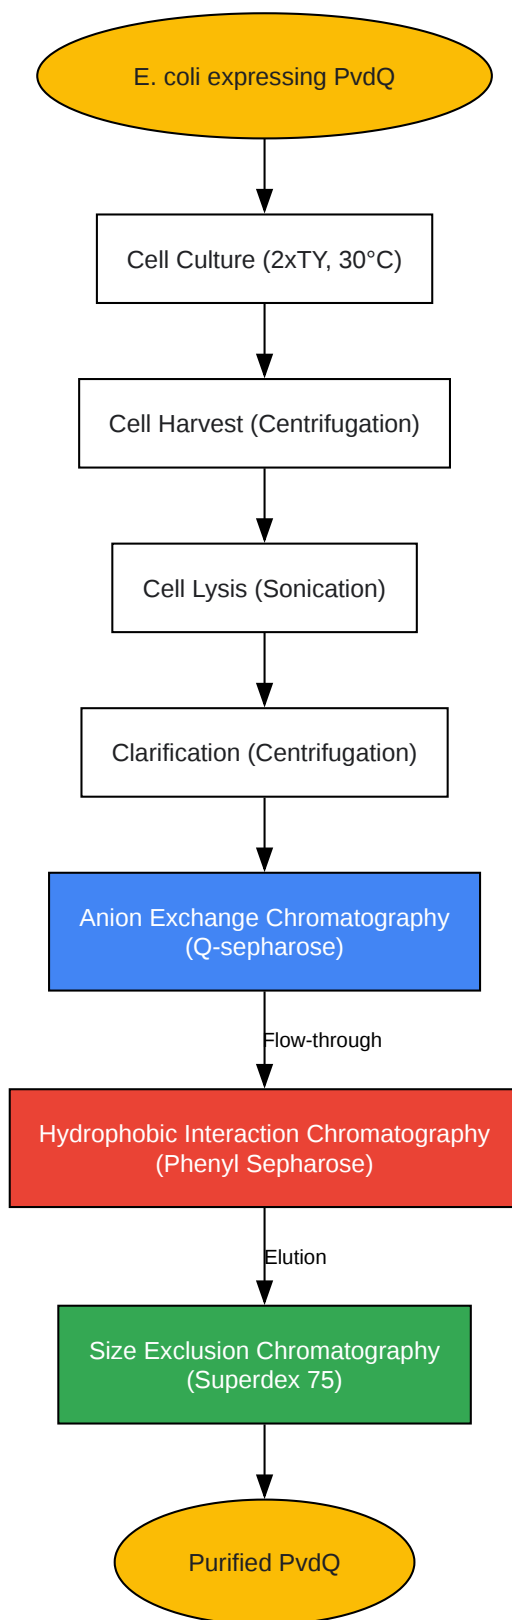 E. coli expressing PvdQ
Cell Culture (2xTY, 30°C)
Cell Harvest (Centrifugation)
Cell Lysis (Sonication)
Clarification (Centrifugation)
Anion Exchange Chromatography
(Q-sepharose)
Flow-through
Hydrophobic Interaction Chromatography
(Phenyl Sepharose)
Elution
Size Exclusion Chromatography
(Superdex 75)
Purified PvdQ